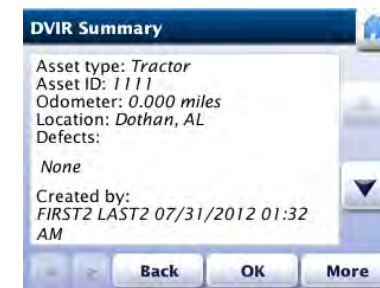 DVIR Summary
Asset type: Tractor
Asset ID: 1111
Odometer: 0.000 miles
Location: Dothan, AL
Defects:
None
Created by:
FIRST2 LAST2 07/31/2012 01:32
AM
< > Back OK More